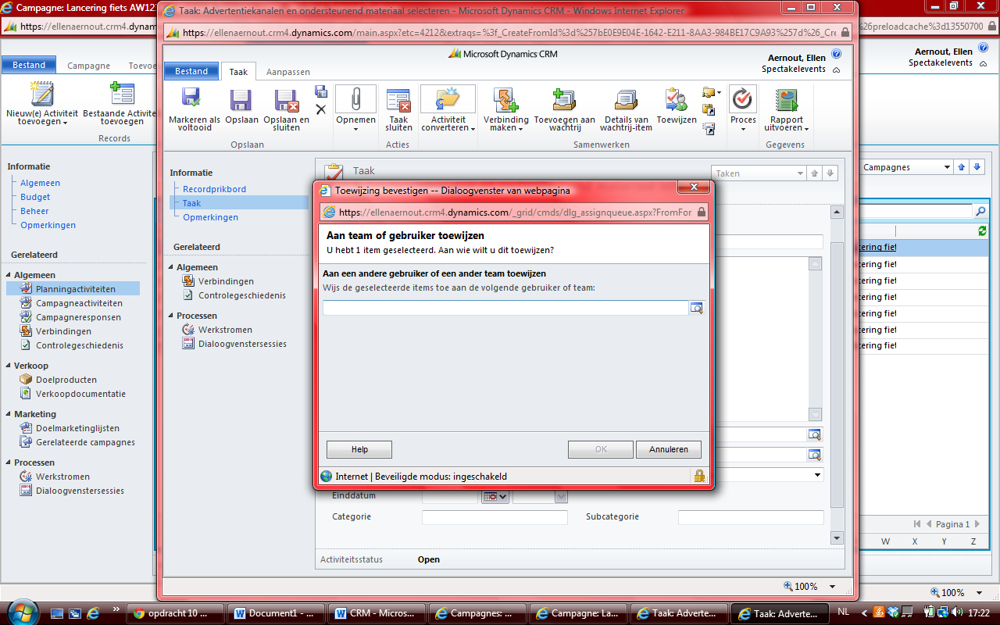 Campagne: Lancering fiets AW12
https://ellenaernout.crm4.dynam
Bestand
Campagne
Toevoe
Nieuw(e) Activiteit toevoegen
Bestaande Activite toevoegen
Records
Informatie
Algemeen
Budget
Beheer
Opmerkingen
Gerelateerd
Algemeen
Planningactiviteiten
Campagneactiviteiten
Campagneresponsen
Verbindingen
Controlegeschiedenis
Verkoop
Doelproducten
Verkoopdocumentatie
Marketing
Doelmarketinglijsten
Gerelateerde campagnes
Processen
Werkstromen
Dialoogvenstersessies
Taak: Advertentiekanalen en ondersteunend materiaal selecteren - Microsoft Dynamics CRM - Windows Internet Explorer
https://ellenaernout.crm4.dynamics.com/main.aspx?etc=4212&extraqs=%3f_CreateFromId%3d%257bE0E9E04E-1642-E211-8AA3-984BE17C9A93%257d%26_Cre
Microsoft Dynamics CRM
Aernout, Ellen
Spectakelevents
Bestand
Taak
Aanpassen
Markeren als voltooid
Opslaan
Opslaan en sluiten
Opslaan
Opnemen
Taak sluiten
Acties
Activiteit converteren
Verbinding maken
Toevoegen aan wachtrij
Details van wachtrij-item
Toewijzen
Samenwerken
Proces
Rapport uitvoeren
Gegevens
Informatie
Recordprikbord
Taak
Opmerkingen
Gerelateerd
Algemeen
Verbindingen
Controlegeschiedenis
Processen
Werkstromen
Dialoogvenstersessies
Taak
Taken
Toewijzing bevestigen -- Dialoogvenster van webpagina
https://ellenaernout.crm4.dynamics.com/_grid/cmds/dlg_assignqueue.aspx?FromFor
Aan team of gebruiker toewijzen
U hebt 1 item geselecteerd. Aan wie wilt u dit toewijzen?
Aan een andere gebruiker of een ander team toewijzen
Wijs de geselecteerde items toe aan de volgende gebruiker of team:
Help
OK
Annuleren
Internet | Beveiligde modus: ingeschakeld
Einddatum
Categorie
Subcategorie
Activiteitsstatus
Open
100%
%26preloadcache%3d13550700
Aernout, Ellen
Spectakelevents
Campagnes
cering fiet
cering fiet
cering fiet
cering fiet
cering fiet
cering fiet
cering fiet
Pagina 1
W X Y Z
100%
opdracht 10 ...
Document1 - ...
CRM - Micros...
Campagnes: ...
Campagne: La...
Taak: Adverte...
Taak: Adverte...
NL
17:22